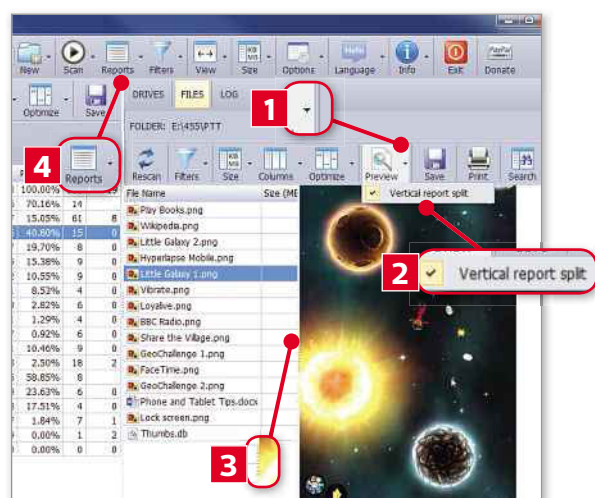 New Scan Reports Filters View Size Options Language Info Exit Donate
Optimize Save
DRIVES FILES LOG
1
FOLDER: E:\455\PTT
4
Reports
Rescan Filters Size Columns Optimize Preview Save Print Search
Vertical report split
2
Vertical report split
100.00%
70.16% 14
15.05% 61
40.80% 15 0
19.70% 8 0
15.38% 9 0
10.55% 9 0
8.53% 4 0
2.82% 6 0
1.29% 4 0
0.92% 6 0
10.46% 9 0
2.50% 18 2
58.85% 8
23.63% 6 0
17.51% 4 0
1.84% 7 1
0.00% 1 2
0.00% 0 0
File Name Size (ME
Play Books.png
Wikipedia.png
Little Galaxy 2.png
Hyperlapse Mobile.png
Little Galaxy 1.png
Vibrate.png
Loyalive.png
BBC Radio.png
Share the Village.png
GeoChallenge 1.png
FaceTime.png
GeoChallenge 2.png
Phone and Tablet Tips.docx
Lock screen.png
Thumbs.db
3